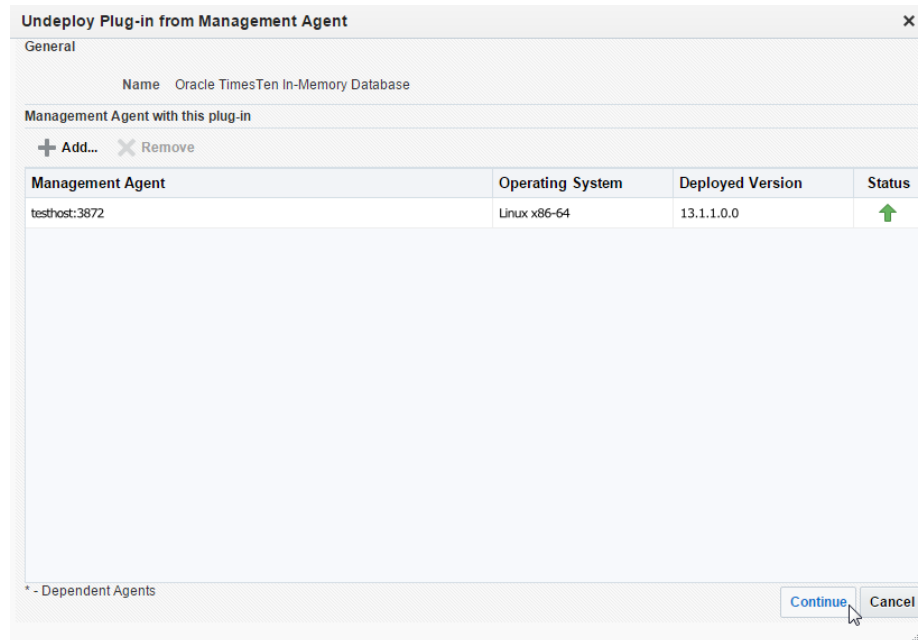 Undeploy Plug-in from Management Agent
General
Name Oracle TimesTen In-Memory Database
Management Agent with this plug-in
Add... Remove
Management Agent Operating System Deployed Version Status
testhost:3872 Linux x86-64 13.1.1.0.0
* - Dependent Agents
Continue Cancel